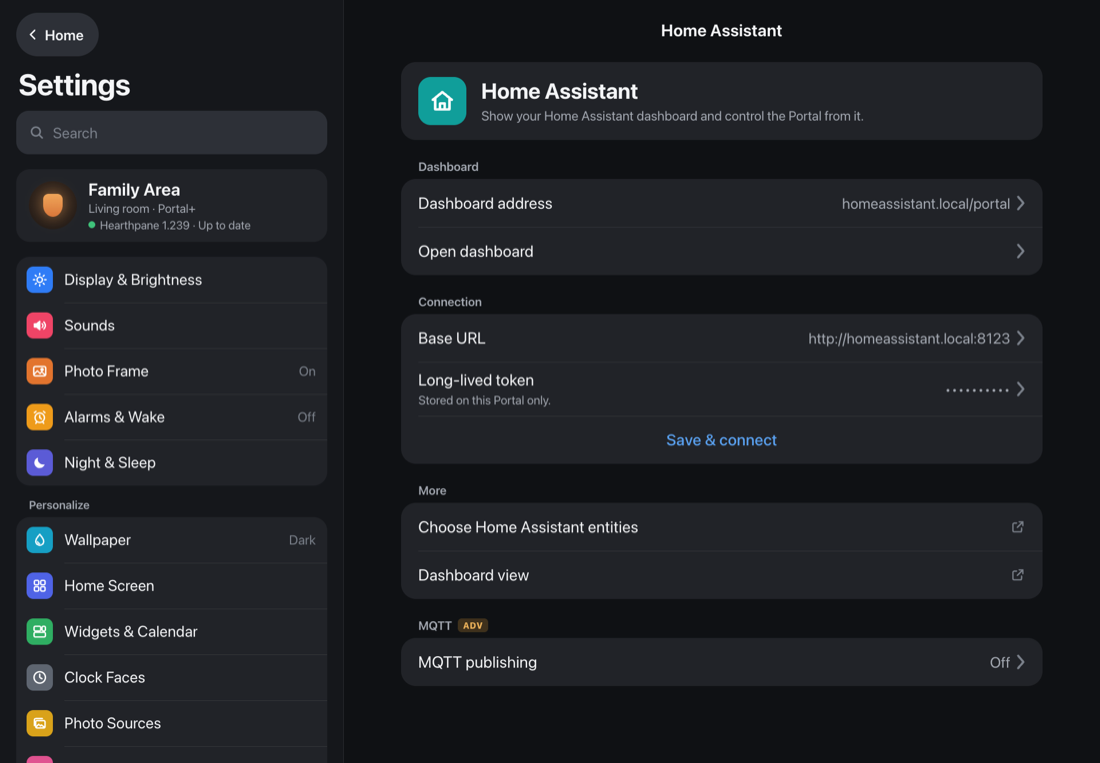 Home
Settings
Search
Family Area
Living room · Portal+
Hearthpane 1.239 · Up to date
Display & Brightness
Sounds
Photo Frame On
Alarms & Wake Off
Night & Sleep
Personalize
Wallpaper Dark
Home Screen
Widgets & Calendar
Clock Faces
Photo Sources
Home Assistant
Home Assistant
Show your Home Assistant dashboard and control the Portal from it.
Dashboard
Dashboard address homeassistant.local/portal
Open dashboard
Connection
Base URL http://homeassistant.local:8123
Long-lived token ··········
Stored on this Portal only.
Save & connect
More
Choose Home Assistant entities
Dashboard view
MQTT ADV
MQTT publishing Off